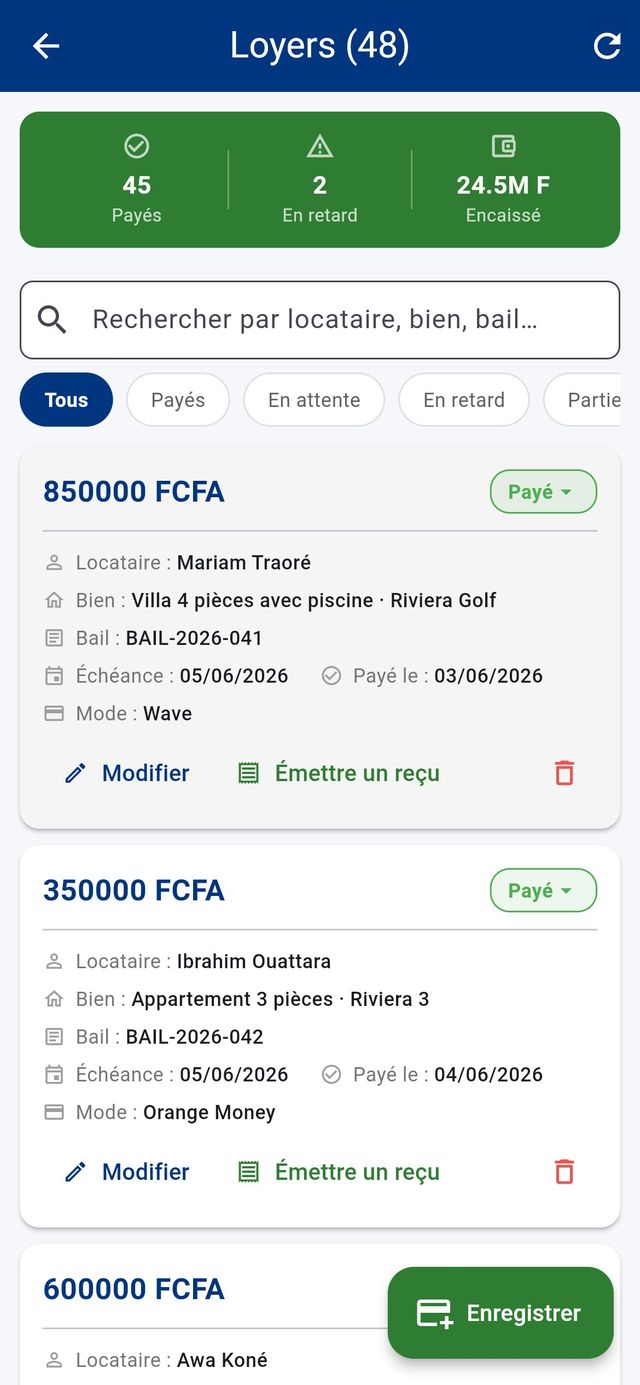 Loyers (48)
45
Payés
2
En retard
24.5M F
Encaissé
Rechercher par locataire, bien, bail…
Tous
Payés
En attente
En retard
Partie
850000 FCFA
Payé
Locataire : Mariam Traoré
Bien : Villa 4 pièces avec piscine · Riviera Golf
Bail : BAIL-2026-041
Échéance : 05/06/2026 Payé le : 03/06/2026
Mode : Wave
Modifier Émettre un reçu
350000 FCFA
Payé
Locataire : Ibrahim Ouattara
Bien : Appartement 3 pièces · Riviera 3
Bail : BAIL-2026-042
Échéance : 05/06/2026 Payé le : 04/06/2026
Mode : Orange Money
Modifier Émettre un reçu
600000 FCFA
Enregistrer
Locataire : Awa Koné